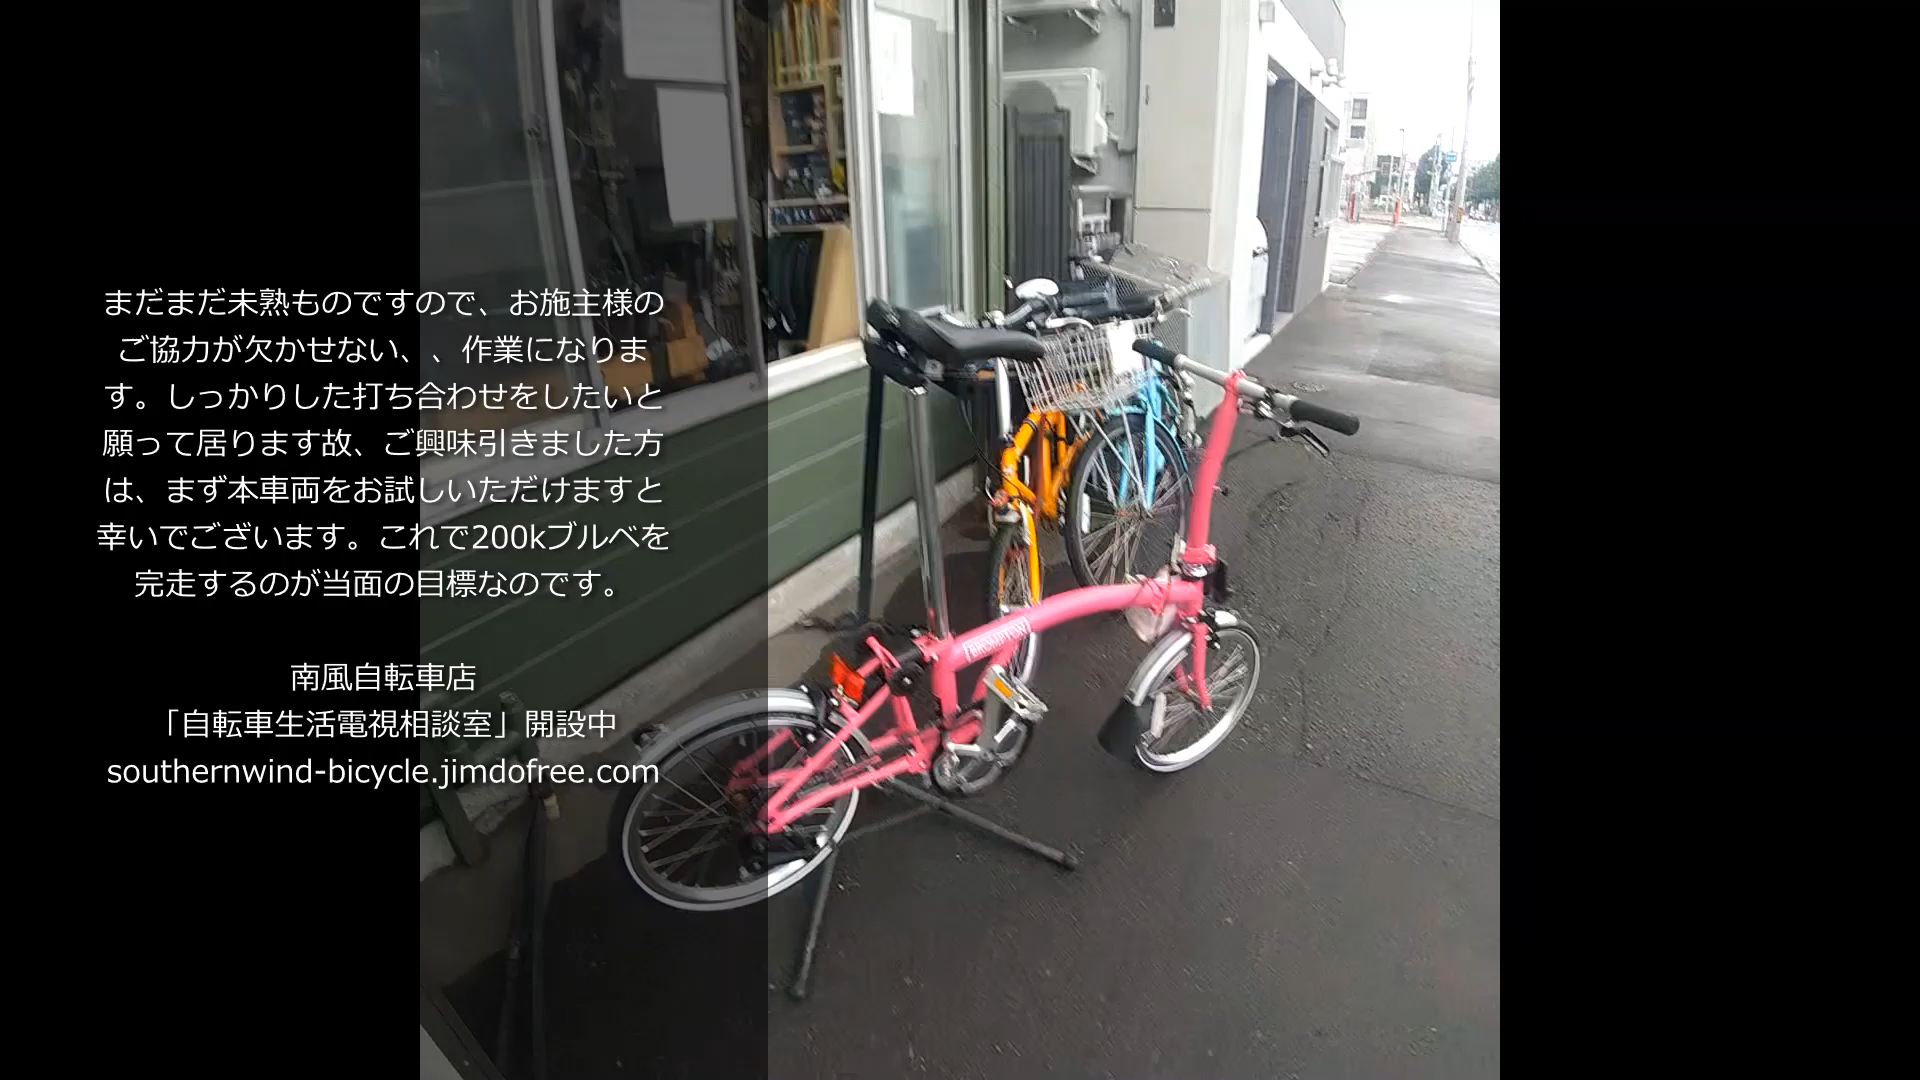 まだまだ未熟ものですので、お施主様の
ご協力が欠かせない、、作業になりま
す。しっかりした打ち合わせをしたいと
願って居ります故、ご興味引きました方
は、まず本車両をお試しいただけますと
幸いでございます。これで200kブルベを
完走するのが当面の目標なのです。
南風自転車店
「自転車生活電視相談室」開設中
southernwind-bicycle.jimdofree.com
BROMPTON